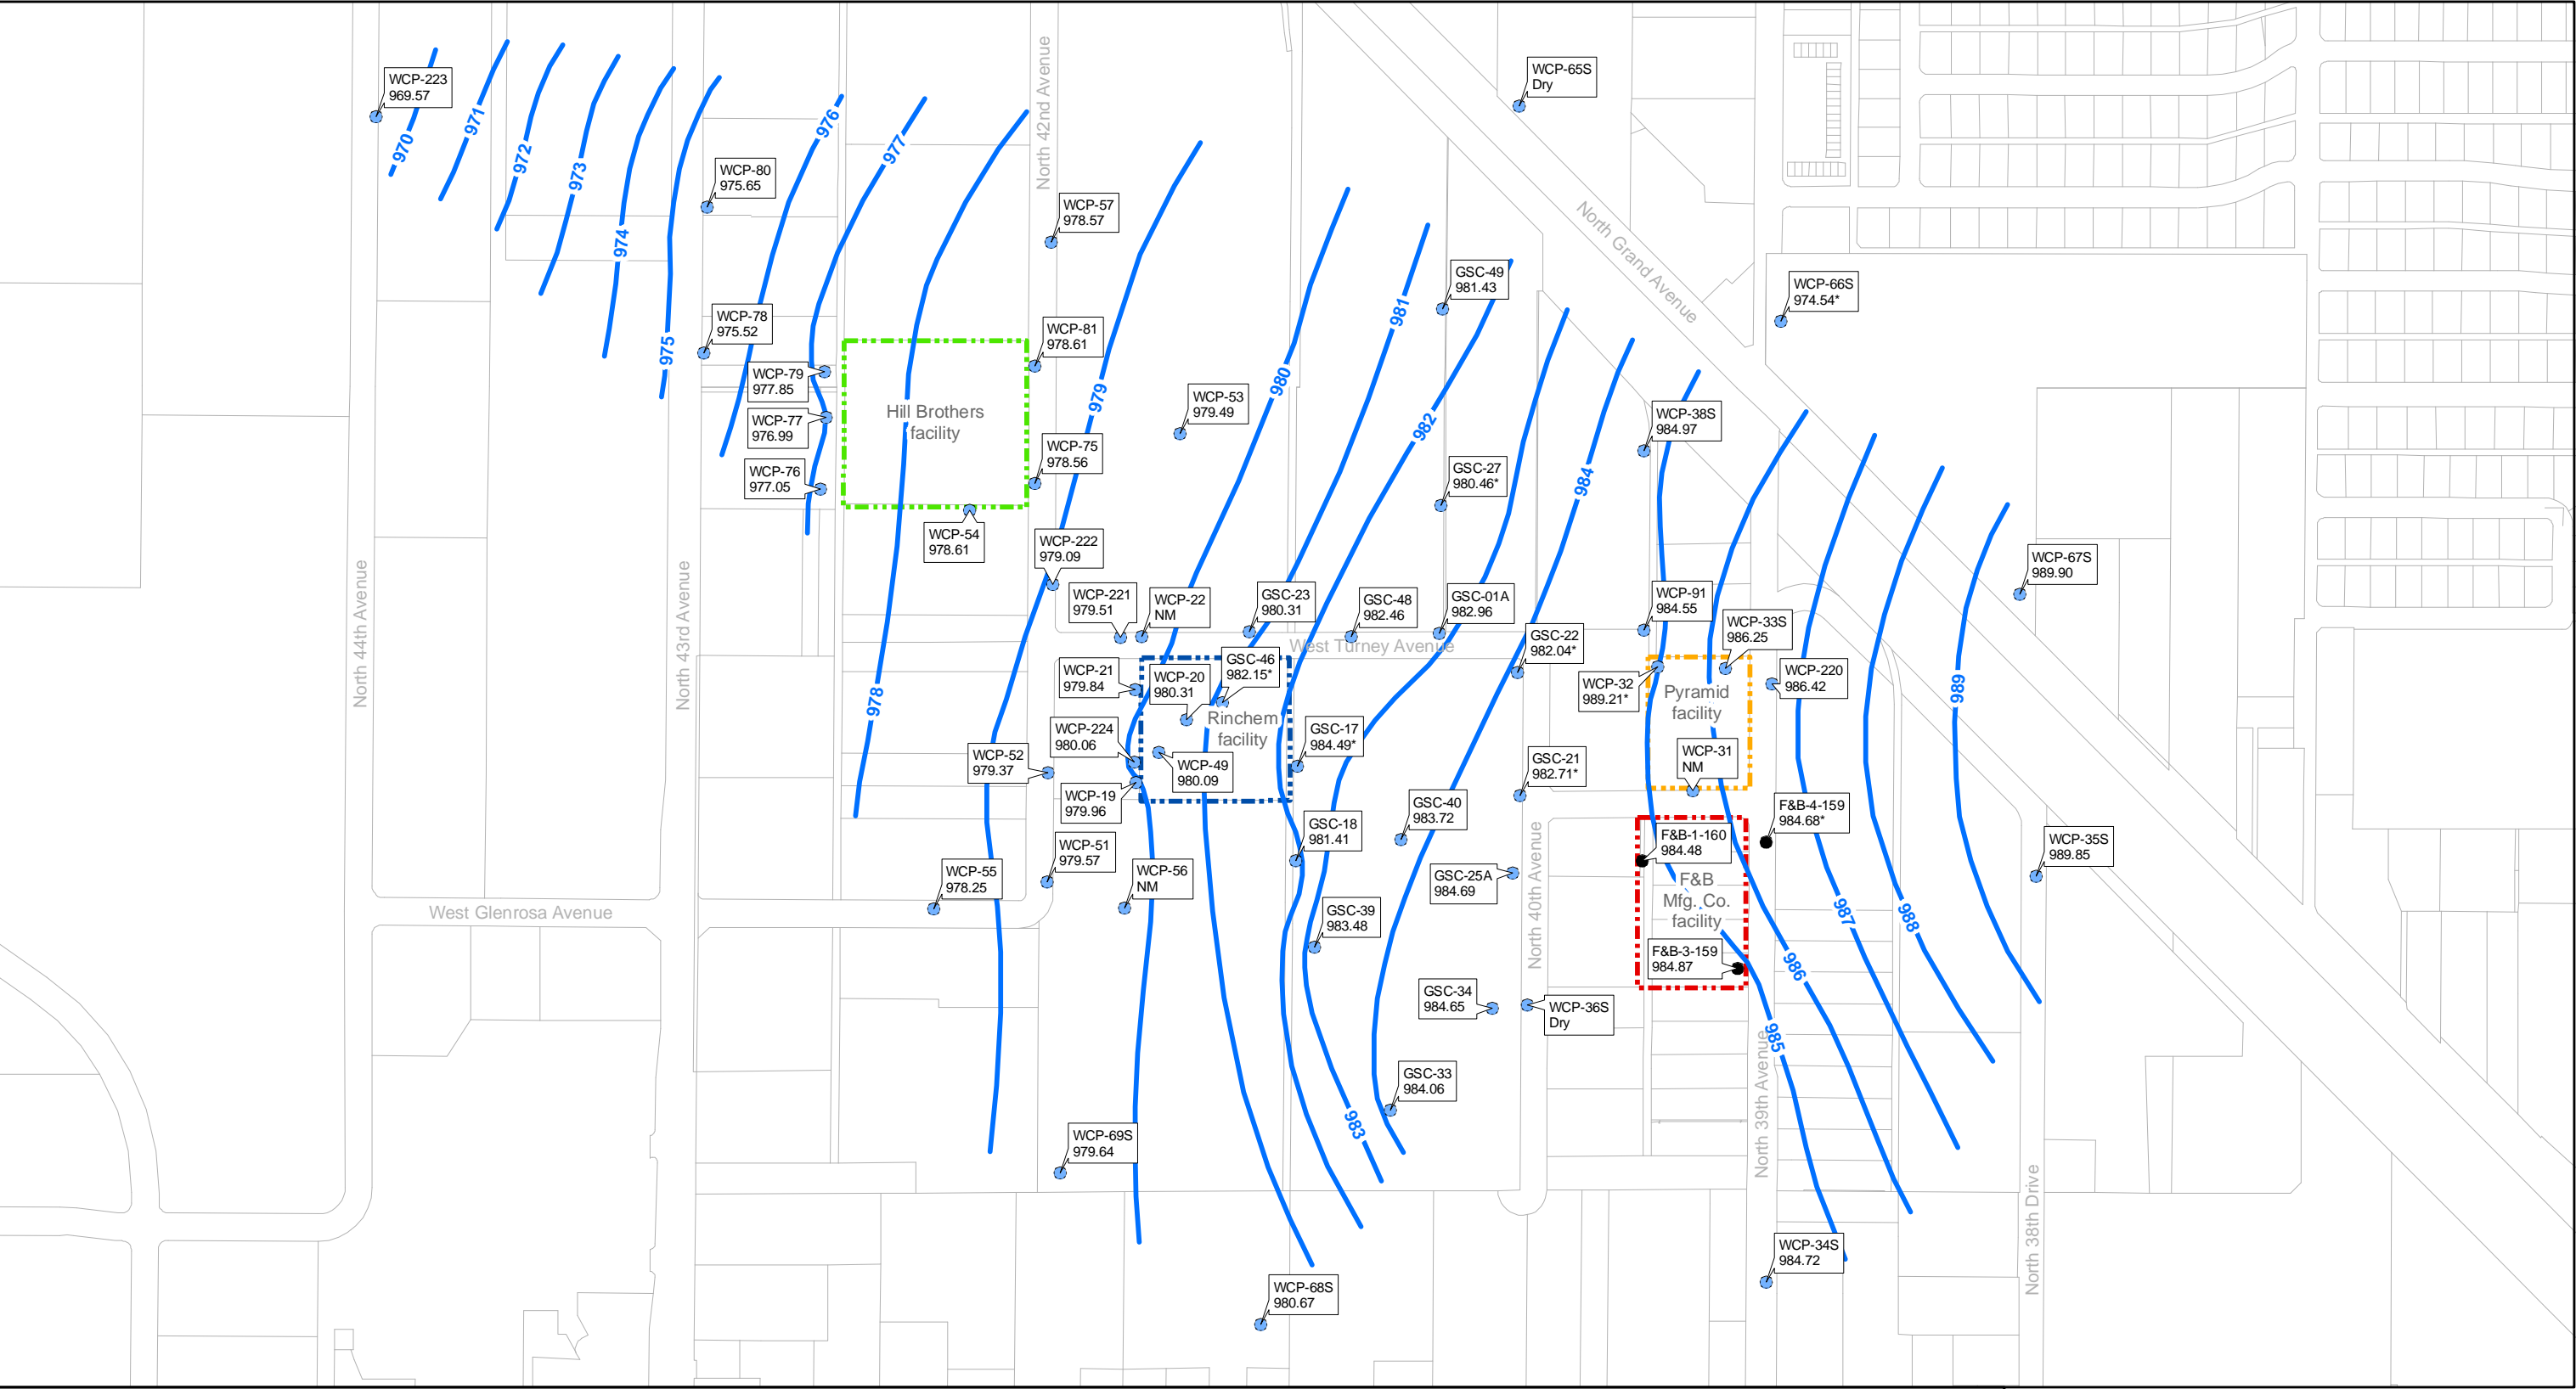 WCP-223
969.57
970
971
972
973
974
975
976
977
WCP-80
975.65
North 42nd Avenue
WCP-57
978.57
WCP-65S
Dry
North Grand Avenue
GSC-49
981.43
WCP-66S
974.54*
WCP-78
975.52
WCP-81
978.61
981
WCP-79
977.85
WCP-77
976.99
WCP-76
977.05
Hill Brothers
facility
979
WCP-53
979.49
980
982
WCP-38S
984.97
WCP-75
978.56
GSC-27
980.46*
984
WCP-54
978.61
WCP-222
979.09
WCP-67S
989.90
North 44th Avenue
North 43rd Avenue
WCP-221
979.51
WCP-22
NM
GSC-23
980.31
GSC-48
982.46
GSC-01A
982.96
WCP-91
984.55
WCP-33S
986.25
West Turney Avenue
GSC-22
982.04*
WCP-21
979.84
WCP-20
980.31
GSC-46
982.15*
WCP-32
989.21*
Pyramid
facility
WCP-220
986.42
989
978
Rinchem
facility
WCP-224
980.06
GSC-17
984.49*
WCP-52
979.37
WCP-49
980.09
GSC-21
982.71*
WCP-31
NM
WCP-19
979.96
GSC-40
983.72
F&B-4-159
984.68*
GSC-18
981.41
F&B-1-160
984.48
WCP-35S
989.85
WCP-51
979.57
WCP-55
978.25
WCP-56
NM
GSC-25A
984.69
North 40th Avenue
F&B
Mfg. Co.
facility
West Glenrosa Avenue
GSC-39
983.48
987
988
F&B-3-159
984.87
986
GSC-34
984.65
WCP-36S
Dry
985
North 39th Avenue
GSC-33
984.06
983
WCP-69S
979.64
North 38th Drive
WCP-34S
984.72
WCP-68S
980.67